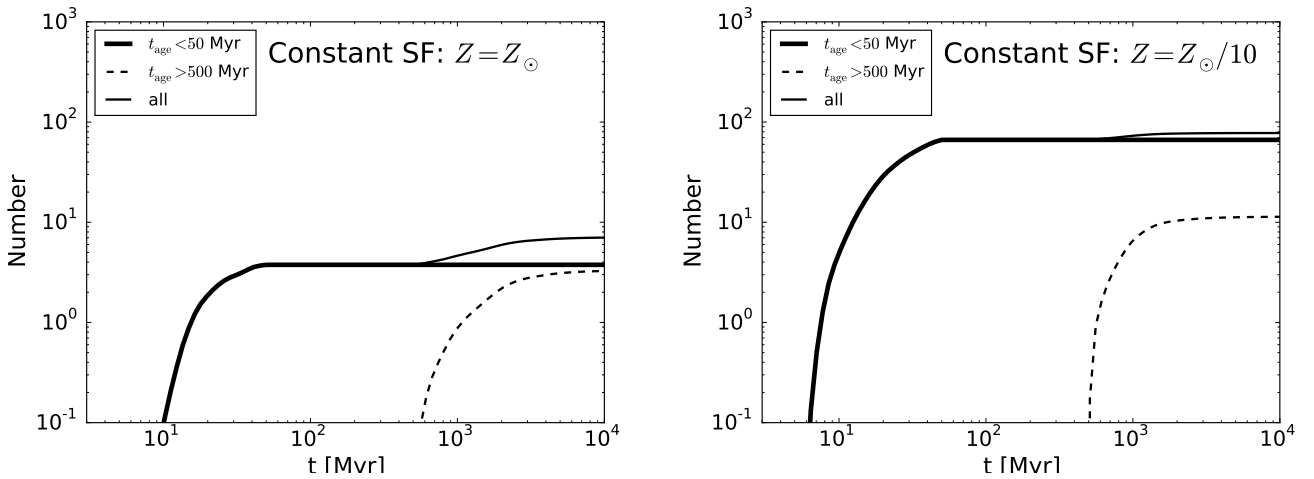 10^3
t_age <50 Myr
t_age >500 Myr
all
Constant SF: Z=Z_⊙
10^2
10^1
10^0
10^-1
Number
10^1 10^2 10^3 10^4
t [Myr]
10^3
t_age <50 Myr
t_age >500 Myr
all
Constant SF: Z=Z_⊙/10
10^2
10^1
10^0
10^-1
Number
10^1 10^2 10^3 10^4
t [Myr]